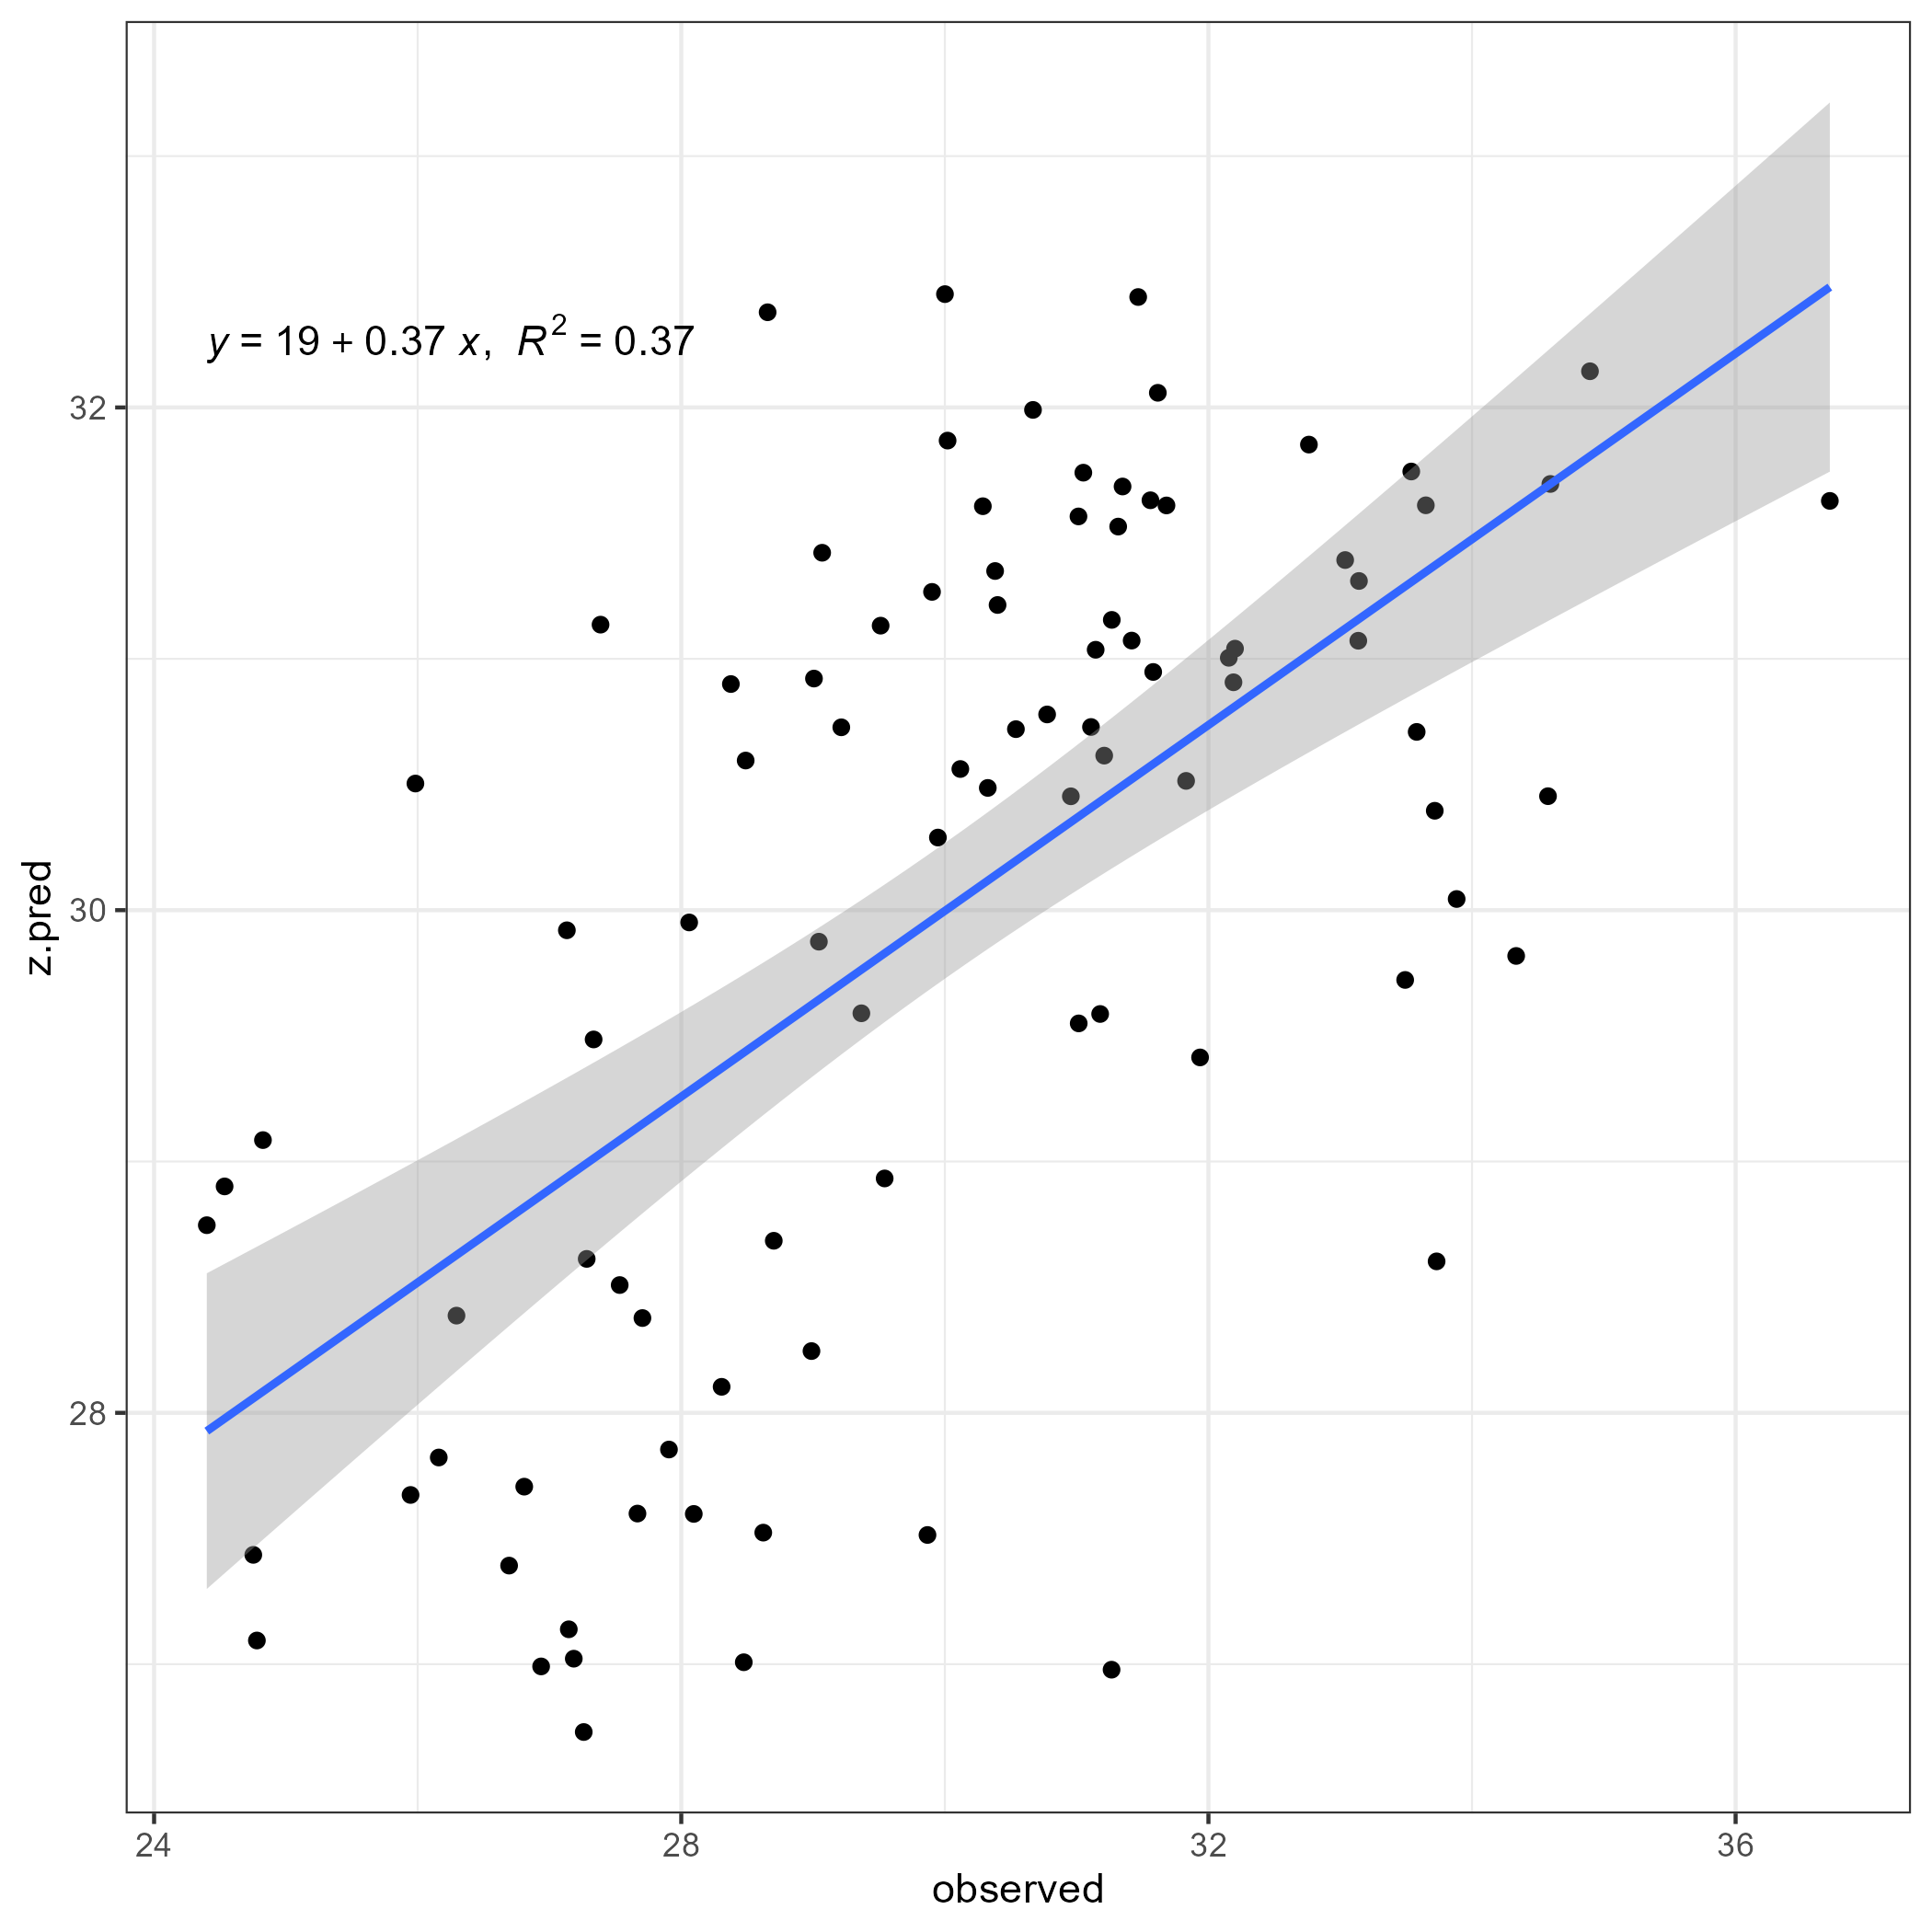 y = 19 + 0.37 x, R² = 0.37
32
30
28
z.pred
24 28 32 36
observed